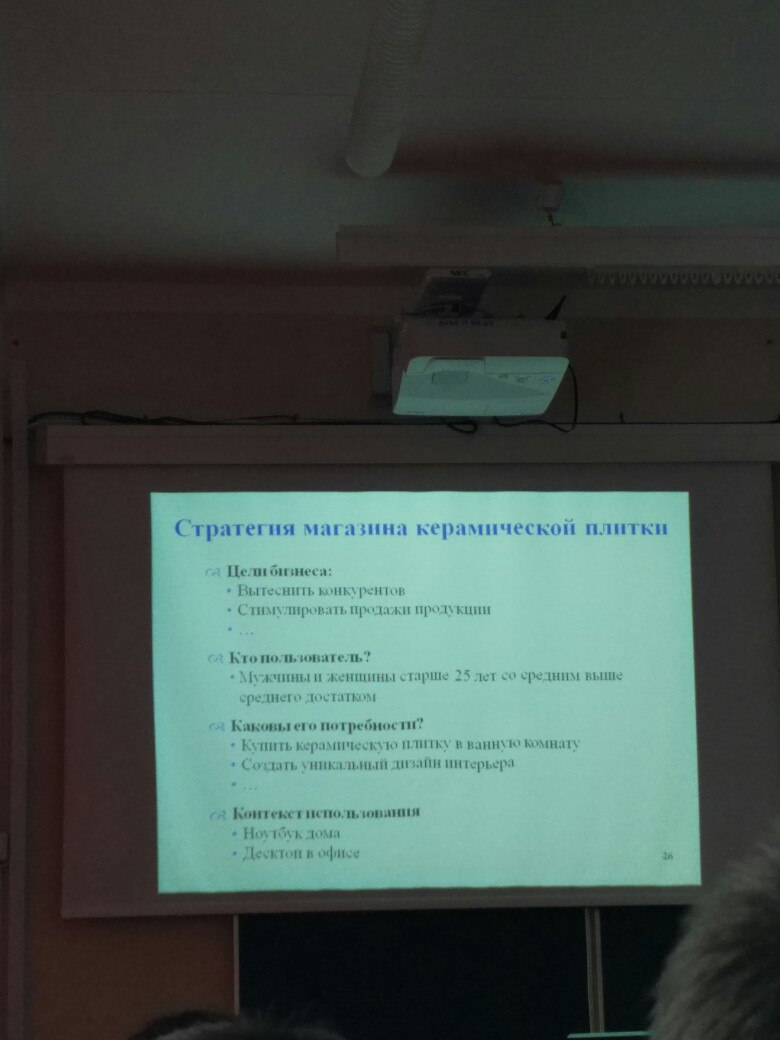 NEC
Стратегия магазина керамической плитки
Цели бизнеса:
• Вытеснить конкурентов
• Стимулировать продажи продукции
• ...
Кто пользователь?
• Мужчины и женщины старше 25 лет со средним выше
среднего достатком
Каковы его потребности?
• Купить керамическую плитку в ванную комнату
• Создать уникальный дизайн интерьера
• ...
Контекст использования
• Ноутбук дома
• Десктоп в офисе
26